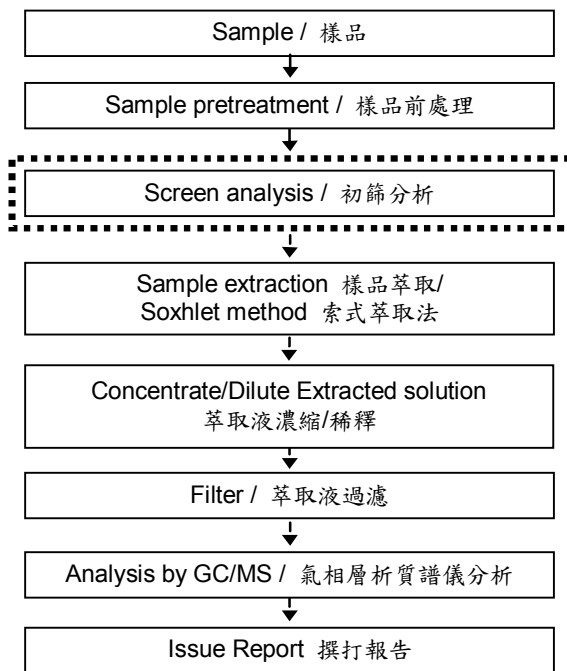 Sample / 樣品
Sample pretreatment / 樣品前處理
Screen analysis / 初篩分析
Sample extraction 樣品萃取/
Soxhlet method 索式萃取法
Concentrate/Dilute Extracted solution
萃取液濃縮/稀釋
Filter / 萃取液過濾
Analysis by GC/MS / 氣相層析質譜儀分析
Issue Report 撰打報告